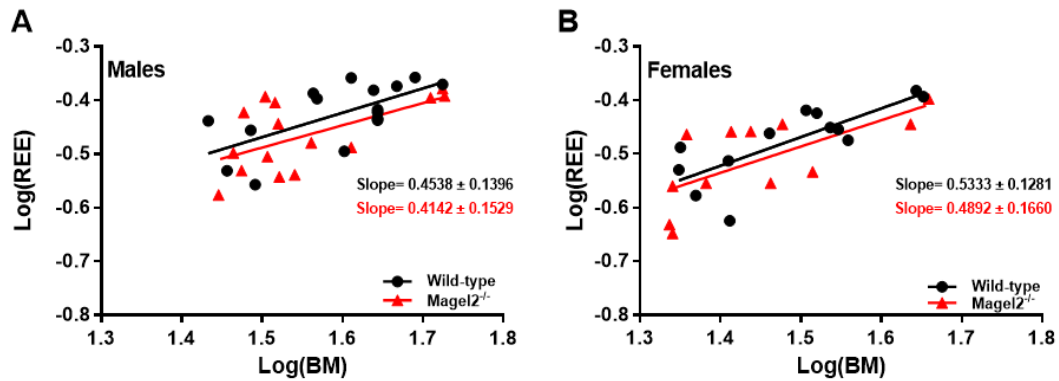 A
Males
-0.3
-0.4
-0.5
-0.6
-0.7
-0.8
Log(REE)
Slope= 0.4538 ± 0.1396
Slope= 0.4142 ± 0.1529
Wild-type
Magel2-/-
1.3
1.4
1.5
1.6
1.7
1.8
Log(BM)
B
Females
-0.3
-0.4
-0.5
-0.6
-0.7
-0.8
Log(REE)
Slope= 0.5333 ± 0.1281
Slope= 0.4892 ± 0.1660
Wild-type
Magel2-/-
1.3
1.4
1.5
1.6
1.7
1.8
Log(BM)